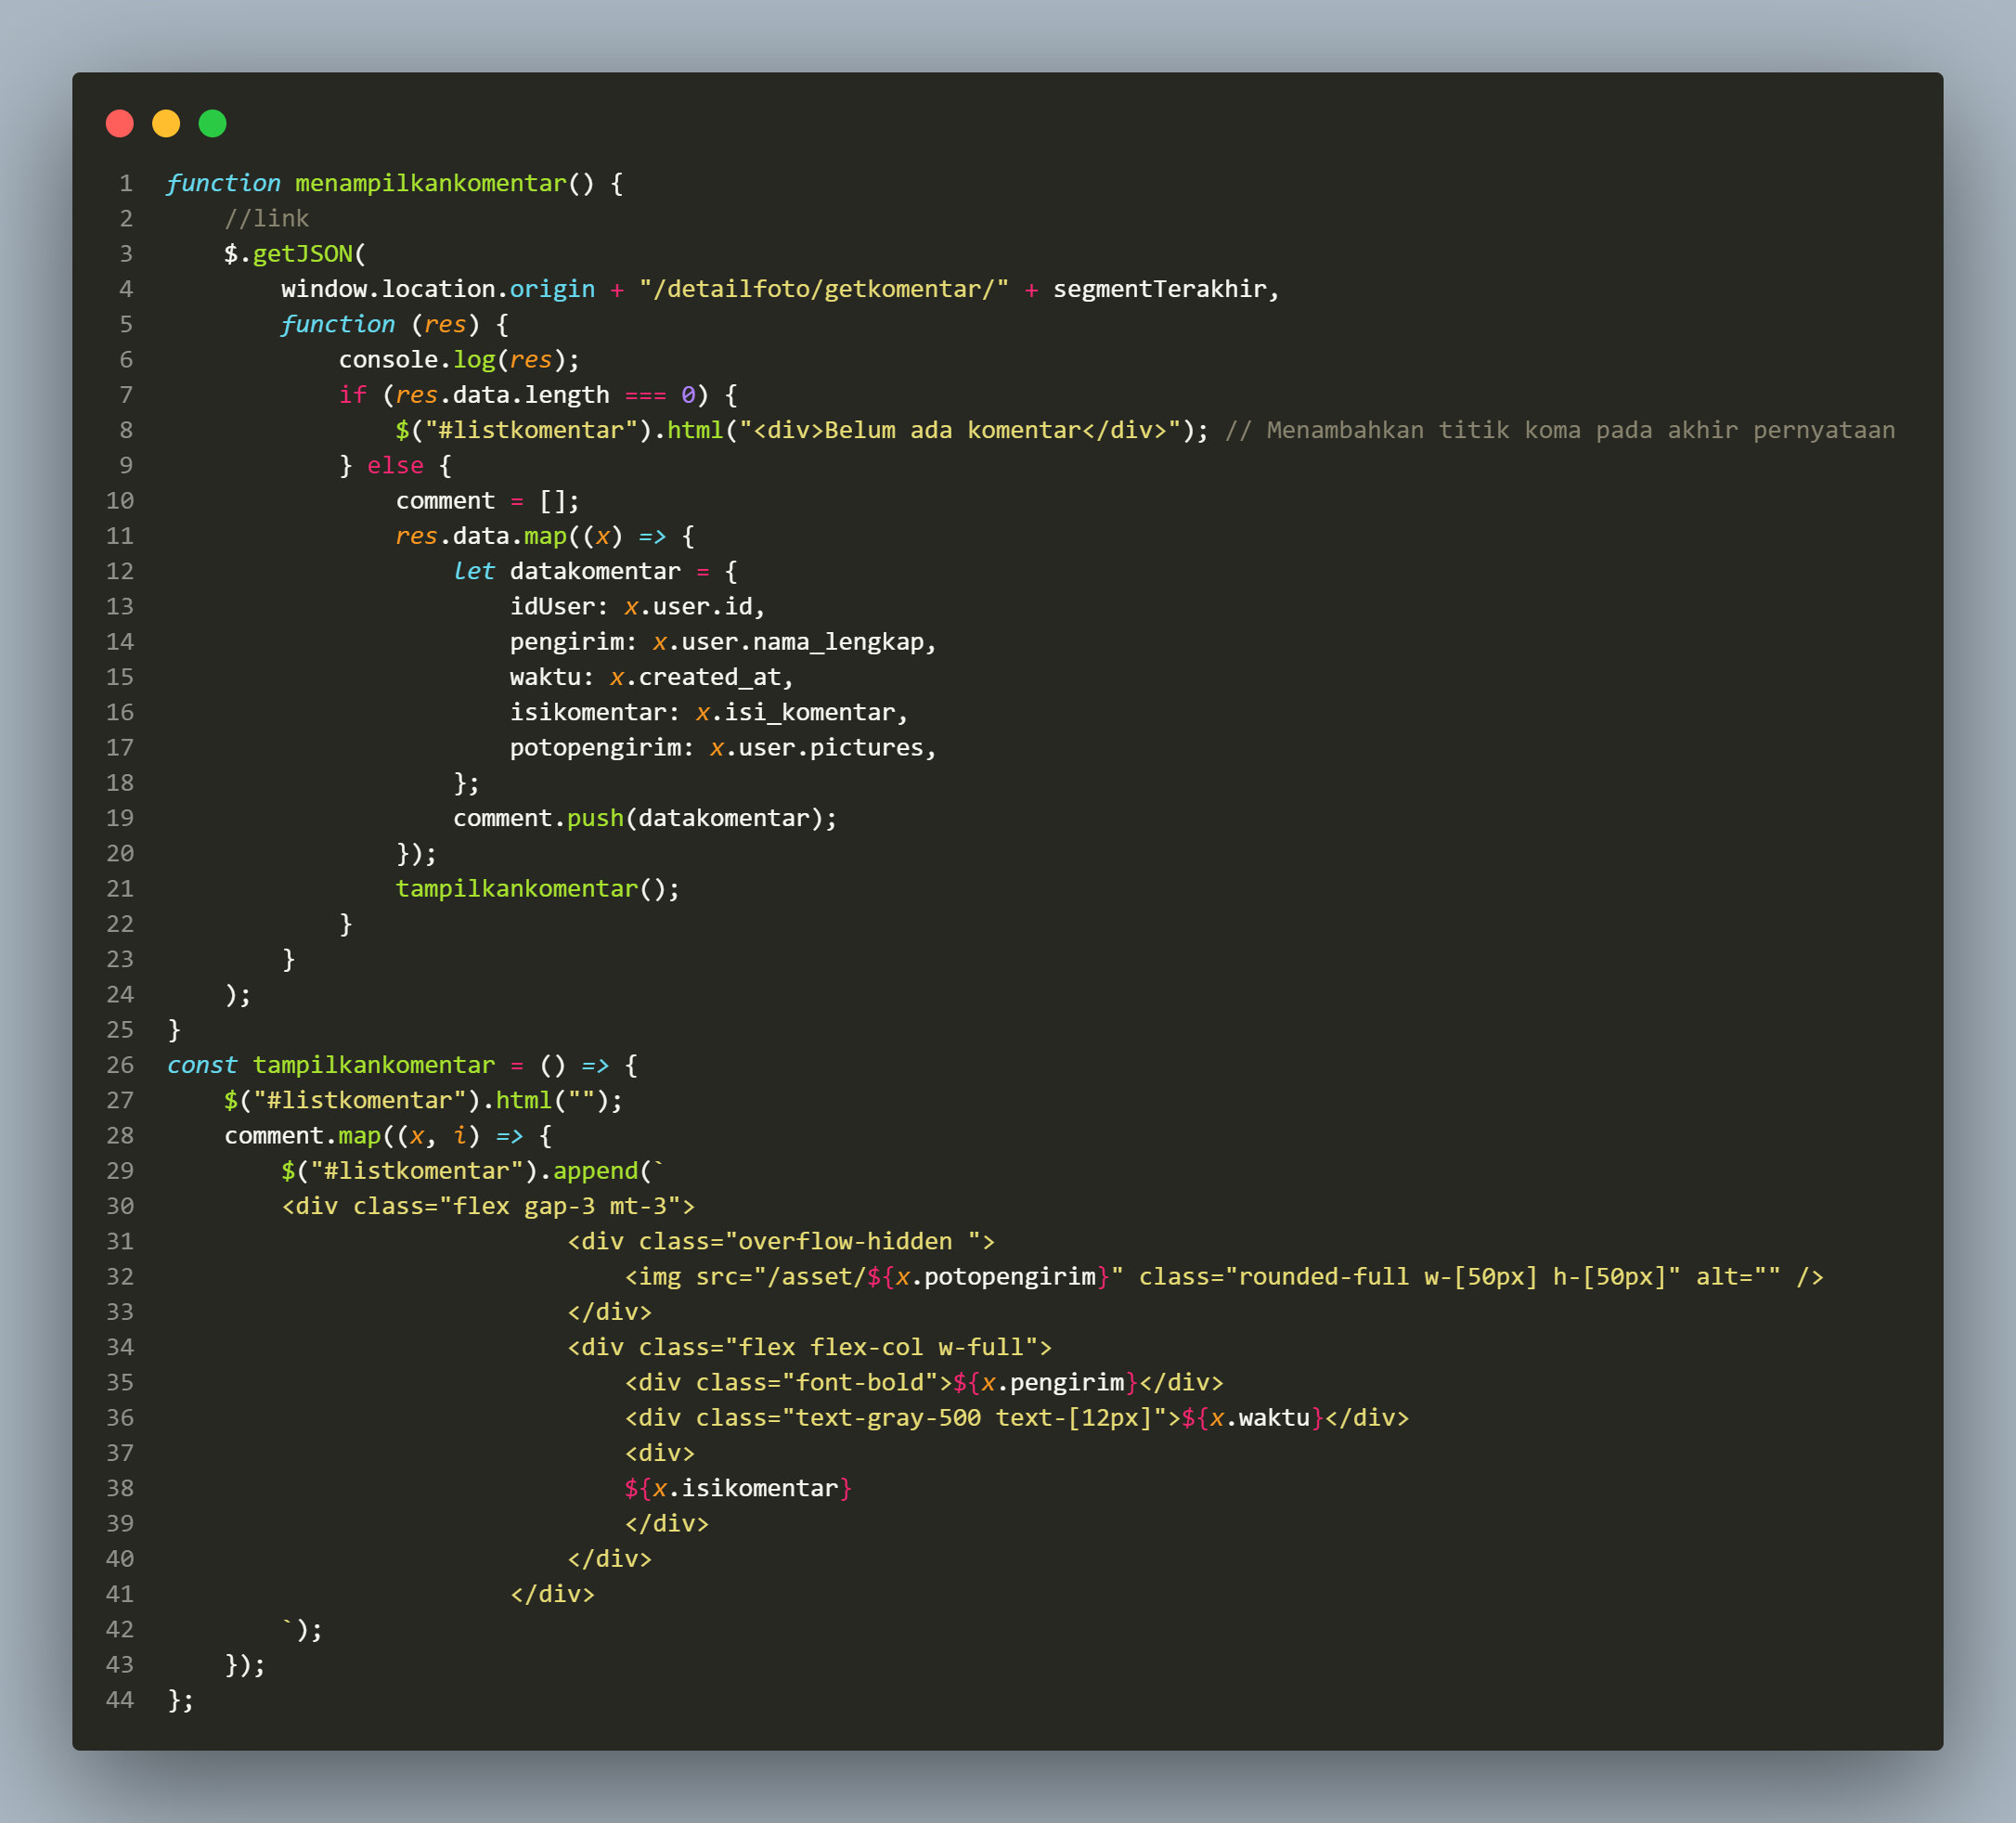 1 function menampilkankomentar() {
2     //link
3     $.getJSON(
4         window.location.origin + "/detailfoto/getkomentar/" + segmentTerakhir,
5         function (res) {
6             console.log(res);
7             if (res.data.length === 0) {
8                 $("#listkomentar").html("<div>Belum ada komentar</div>"); // Menambahkan titik koma pada akhir pernyataan
9             } else {
10                 comment = [];
11                 res.data.map((x) => {
12                     let datakomentar = {
13                         idUser: x.user.id,
14                         pengirim: x.user.nama_lengkap,
15                         waktu: x.created_at,
16                         isikomentar: x.isi_komentar,
17                         potopengirim: x.user.pictures,
18                     };
19                     comment.push(datakomentar);
20                 });
21                 tampilkankomentar();
22             }
23         }
24     );
25 }
26 const tampilkankomentar = () => {
27     $("#listkomentar").html("");
28     comment.map((x, i) => {
29         $("#listkomentar").append(`
30         <div class="flex gap-3 mt-3">
31                             <div class="overflow-hidden ">
32                                 <img src="/asset/${x.potopengirim}" class="rounded-full w-[50px] h-[50px]" alt="" />
33                             </div>
34                             <div class="flex flex-col w-full">
35                                 <div class="font-bold">${x.pengirim}</div>
36                                 <div class="text-gray-500 text-[12px]">${x.waktu}</div>
37                                 <div>
38                                 ${x.isikomentar}
39                                 </div>
40                             </div>
41                         </div>
42         `);
43     });
44 };